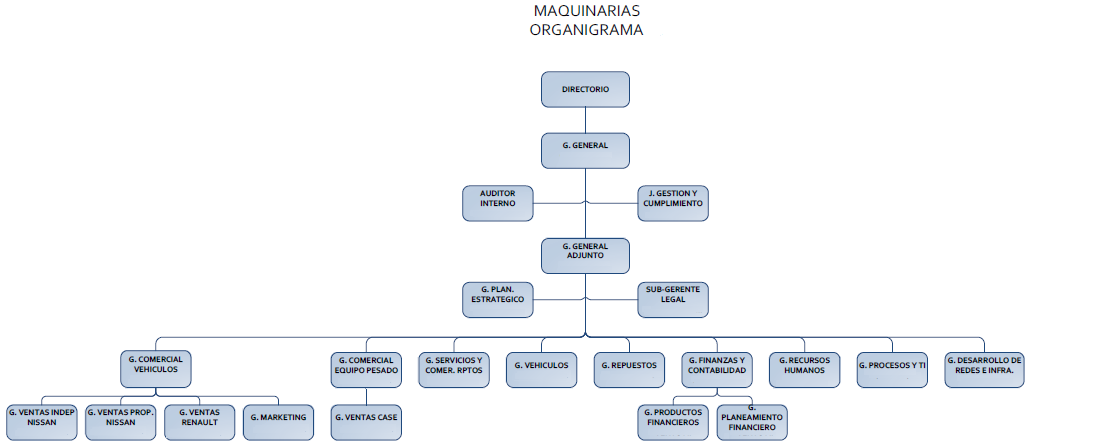 MAQUINARIAS
ORGANIGRAMA
DIRECTORIO
G. GENERAL
AUDITOR
INTERNO
J. GESTION Y
CUMPLIMIENTO
G. GENERAL
ADJUNTO
G. PLAN.
ESTRATEGICO
SUB-GERENTE
LEGAL
G. COMERCIAL
VEHICULOS
G. COMERCIAL
EQUIPO PESADO
G. SERVICIOS Y
COMER. RPTOS
G. VEHICULOS
G. REPUESTOS
G. FINANZAS Y
CONTABILIDAD
G. RECURSOS
HUMANOS
G. PROCESOS Y TI
G. DESARROLLO DE
REDES E INFRA.
G. VENTAS INDEP
NISSAN
G. VENTAS PROP.
NISSAN
G. VENTAS
RENAULT
G. MARKETING
G. VENTAS CASE
G. PRODUCTOS
FINANCIEROS
G.
PLANEAMIENTO
FINANCIERO